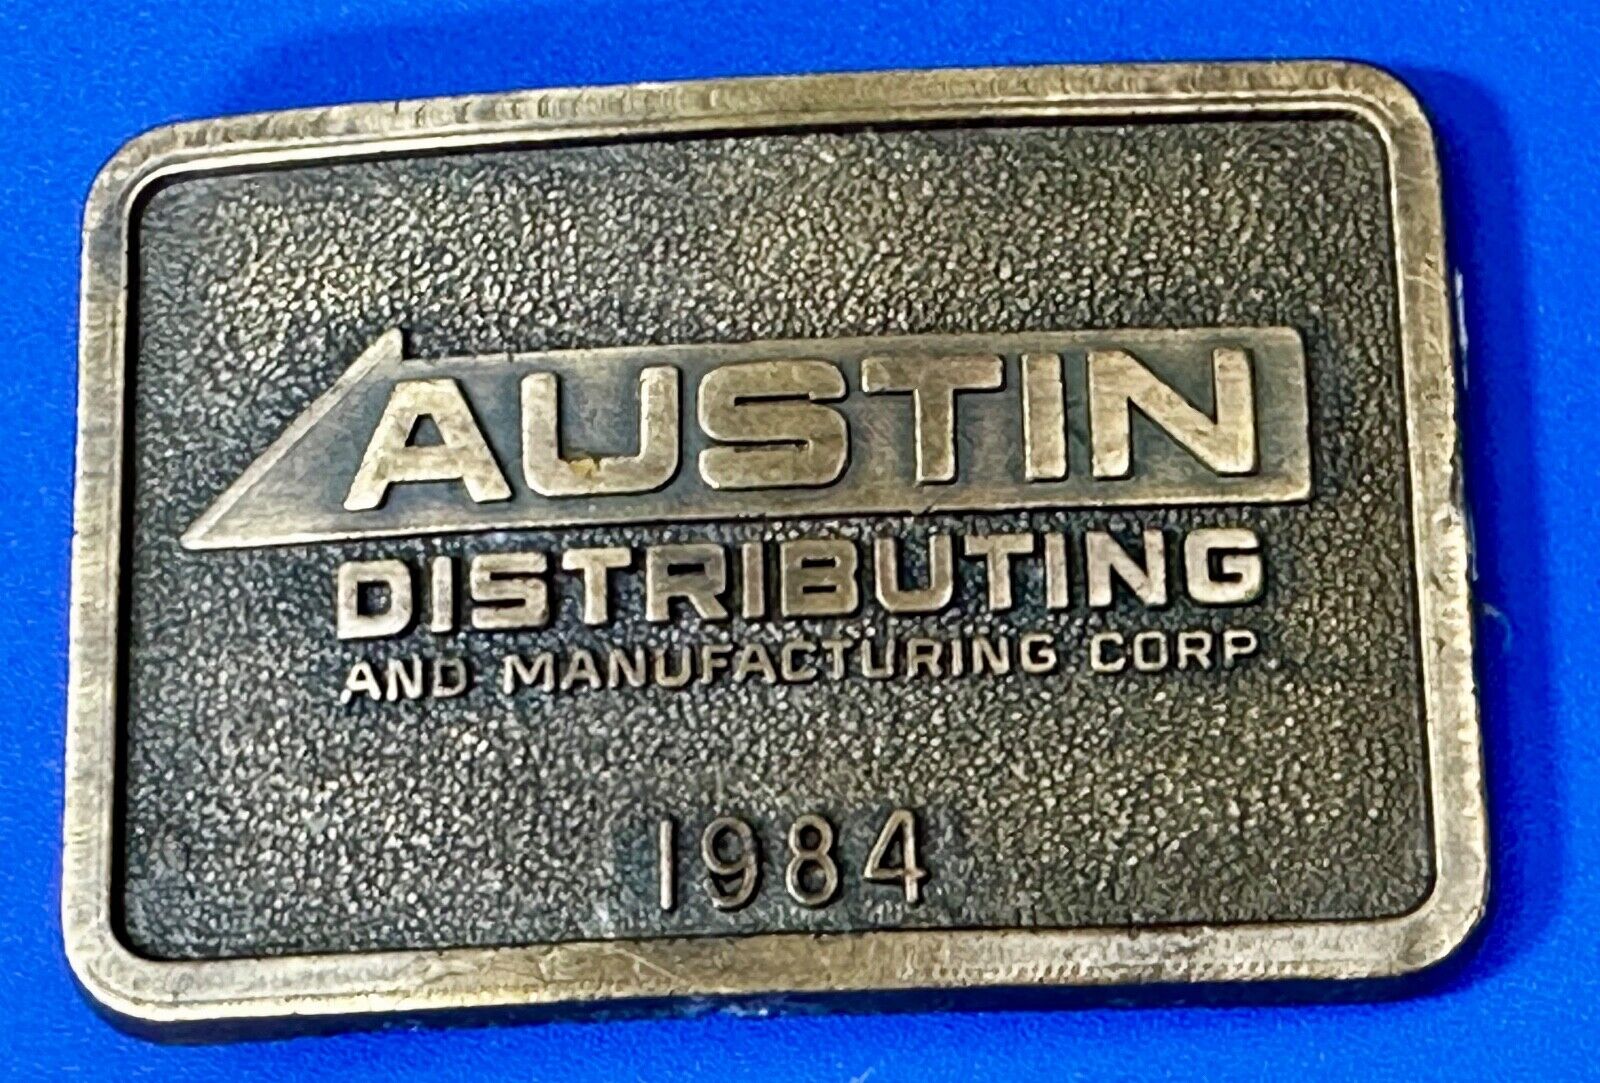 AUSTIN
DISTRIBUTING
AND MANUFACTURING CORP
1984